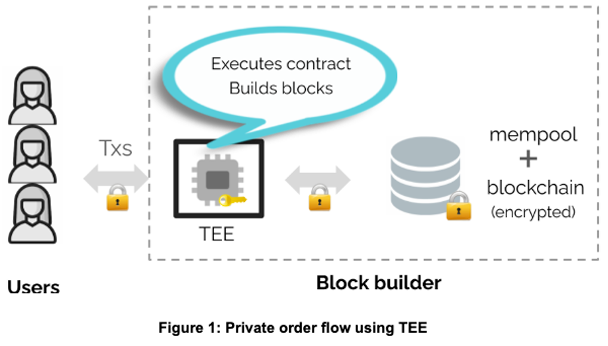 Executes contract
Builds blocks
Txs
mempool
+
blockchain
(encrypted)
TEE
Users
Block builder
Figure 1: Private order flow using TEE